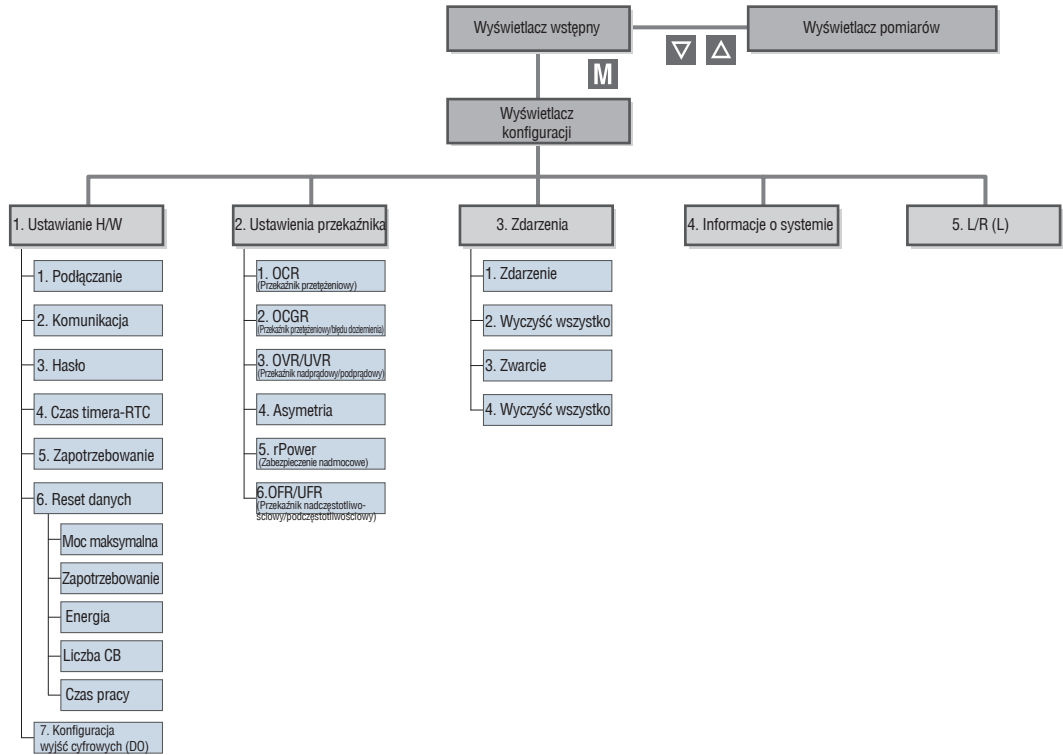 Wyświetlacz wstępny
Wyświetlacz pomiarów
M
Wyświetlacz
konfiguracji
1. Ustawianie H/W
1. Podłączanie
2. Komunikacja
3. Hasło
4. Czas timera-RTC
5. Zapotrzebowanie
6. Reset danych
Moc maksymalna
Zapotrzebowanie
Energia
Liczba CB
Czas pracy
7. Konfiguracja
wyjść cyfrowych (DO)
2. Ustawienia przekaźnika
1. OCR
(Przekaźnik przetężeniowy)
2. OCGR
(Przekaźnik przetężeniowy/błędu doziemienia)
3. OVR/UVR
(Przekaźnik nadprądowy/podprądowy)
4. Asymetria
5. rPower
(Zabezpieczenie nadmocowe)
6.OFR/UFR
(Przekaźnik nadczęstotliwo-
ściowy/podczęstotliwościowy)
3. Zdarzenia
1. Zdarzenie
2. Wyczyść wszystko
3. Zwarcie
4. Wyczyść wszystko
4. Informacje o systemie
5. L/R (L)